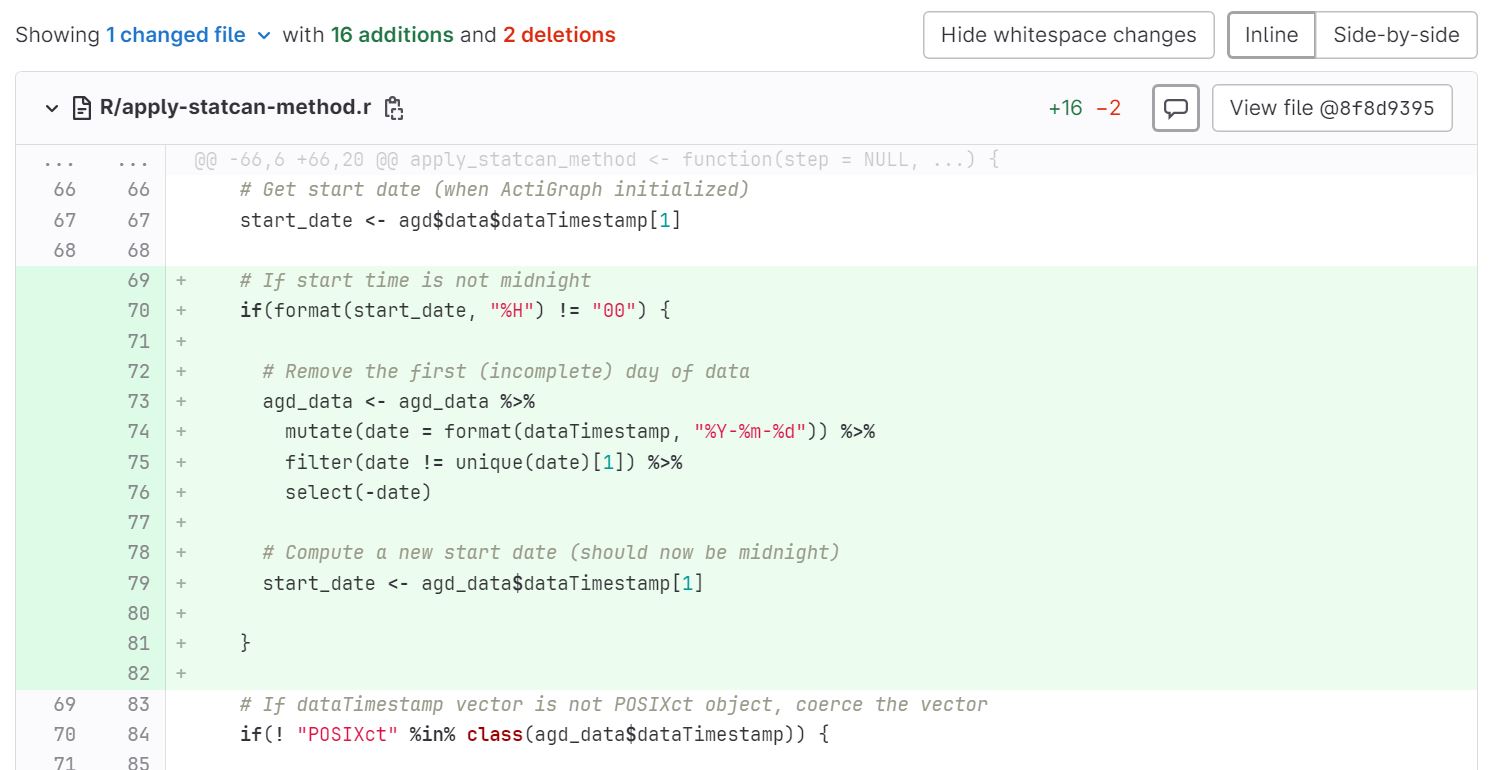 Showing 1 changed file with 16 additions and 2 deletions Hide whitespace changes Inline Side-by-side
R/apply-statcan-method.r +16 −2 View file @8f8d9395
... ... @@ -66,6 +66,20 @@ apply_statcan_method <- function(step = NULL, ...) {
66 66 # Get start date (when ActiGraph initialized)
67 67 start_date <- agd$data$dataTimestamp[1]
68 68
69 + # If start time is not midnight
70 + if(format(start_date, "%H") != "00") {
71 +
72 + # Remove the first (incomplete) day of data
73 + agd_data <- agd_data %>%
74 + mutate(date = format(dataTimestamp, "%Y-%m-%d")) %>%
75 + filter(date != unique(date)[1]) %>%
76 + select(-date)
77 +
78 + # Compute a new start date (should now be midnight)
79 + start_date <- agd_data$dataTimestamp[1]
80 +
81 + }
82 +
69 83 # If dataTimestamp vector is not POSIXct object, coerce the vector
70 84 if(! "POSIXct" %in% class(agd_data$dataTimestamp)) {
71 85